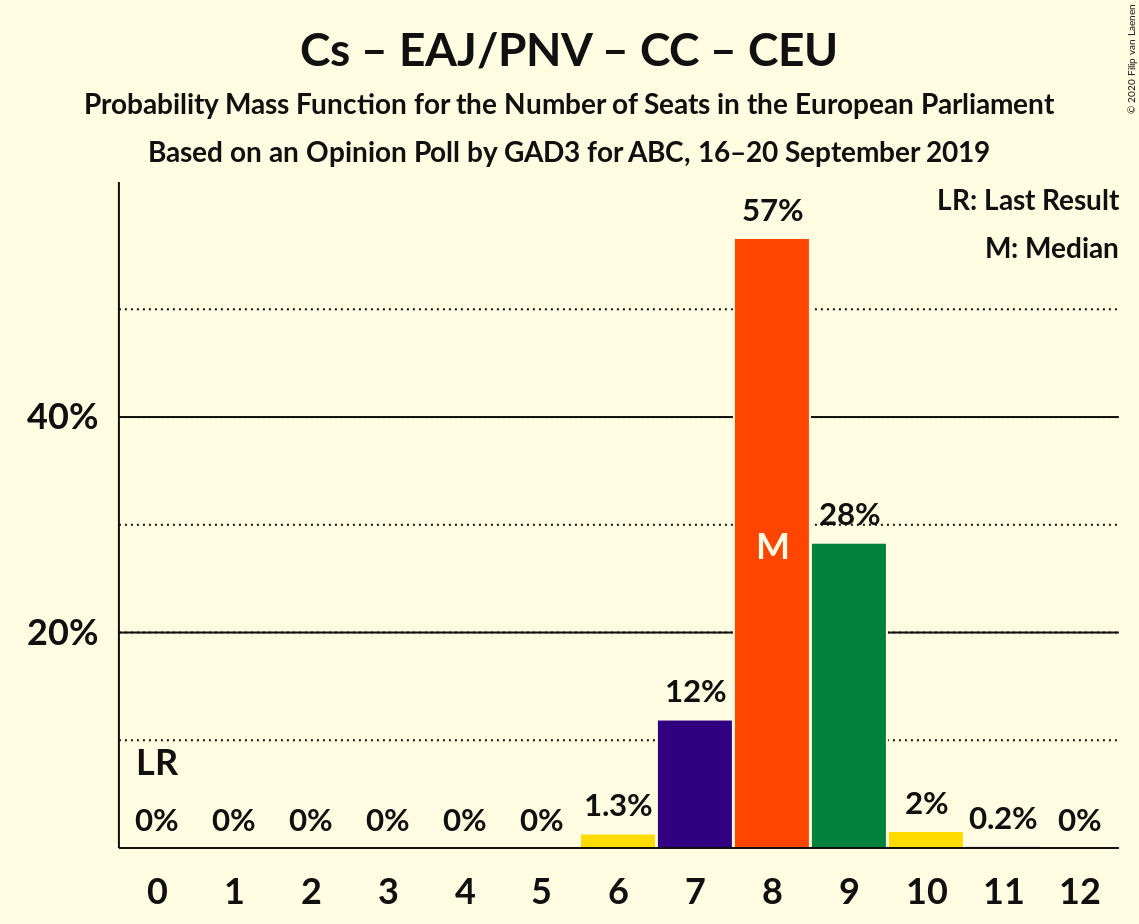 Cs – EAJ/PNV – CC – CEU
Probability Mass Function for the Number of Seats in the European Parliament
Based on an Opinion Poll by GAD3 for ABC, 16–20 September 2019
© 2020 Filip van Laenen
LR: Last Result
M: Median
57%
40%
28%
M
20%
12%
LR
0% 0% 0% 0% 0% 0% 1.3% 2% 0.2% 0%
0 1 2 3 4 5 6 7 8 9 10 11 12